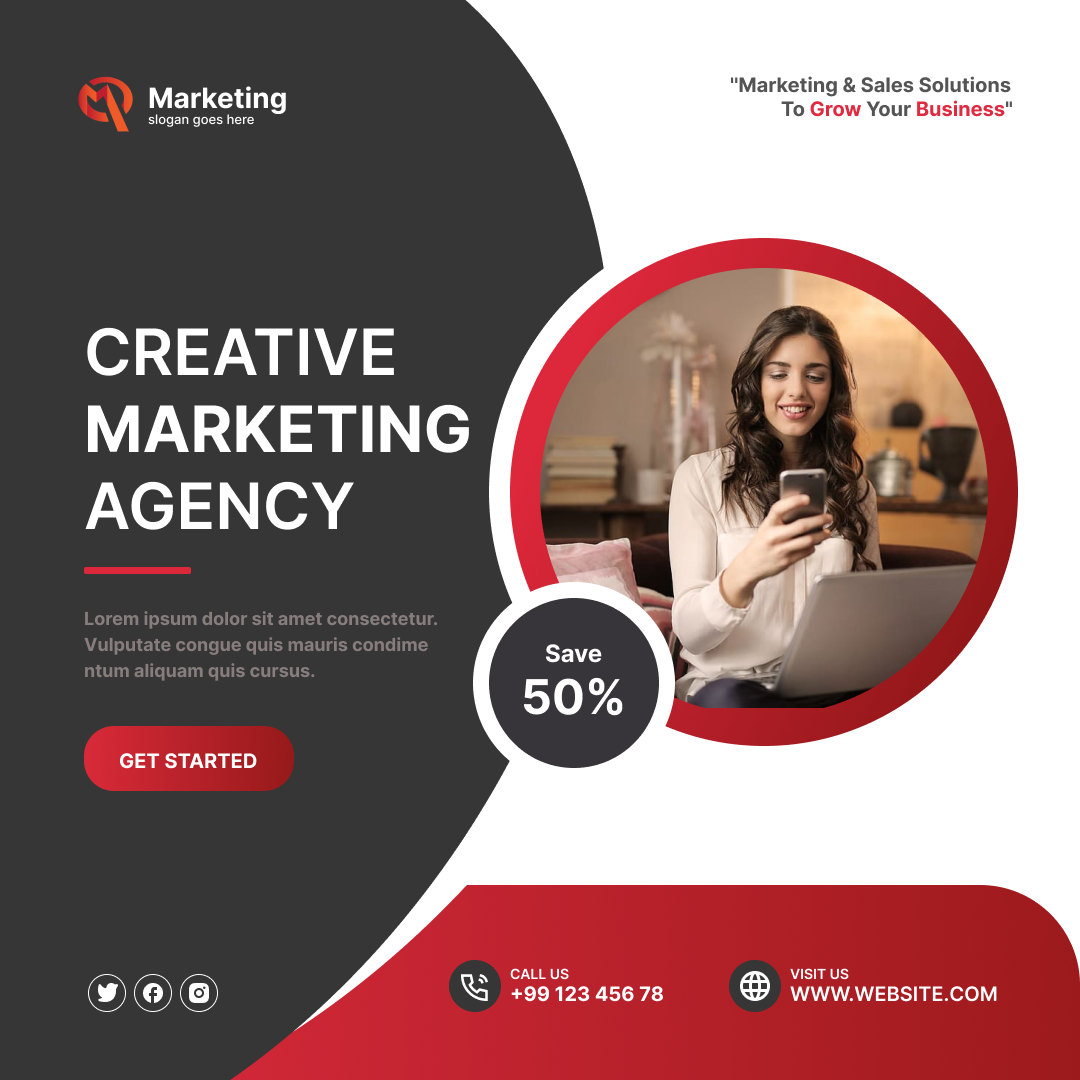 Marketing
slogan goes here
"Marketing & Sales Solutions
To Grow Your Business"
CREATIVE
MARKETING
AGENCY
Lorem ipsum dolor sit amet consectetur.
Vulputate congue quis mauris condime
ntum aliquam quis cursus.
GET STARTED
Save
50%
CALL US
+99 123 456 78
VISIT US
WWW.WEBSITE.COM